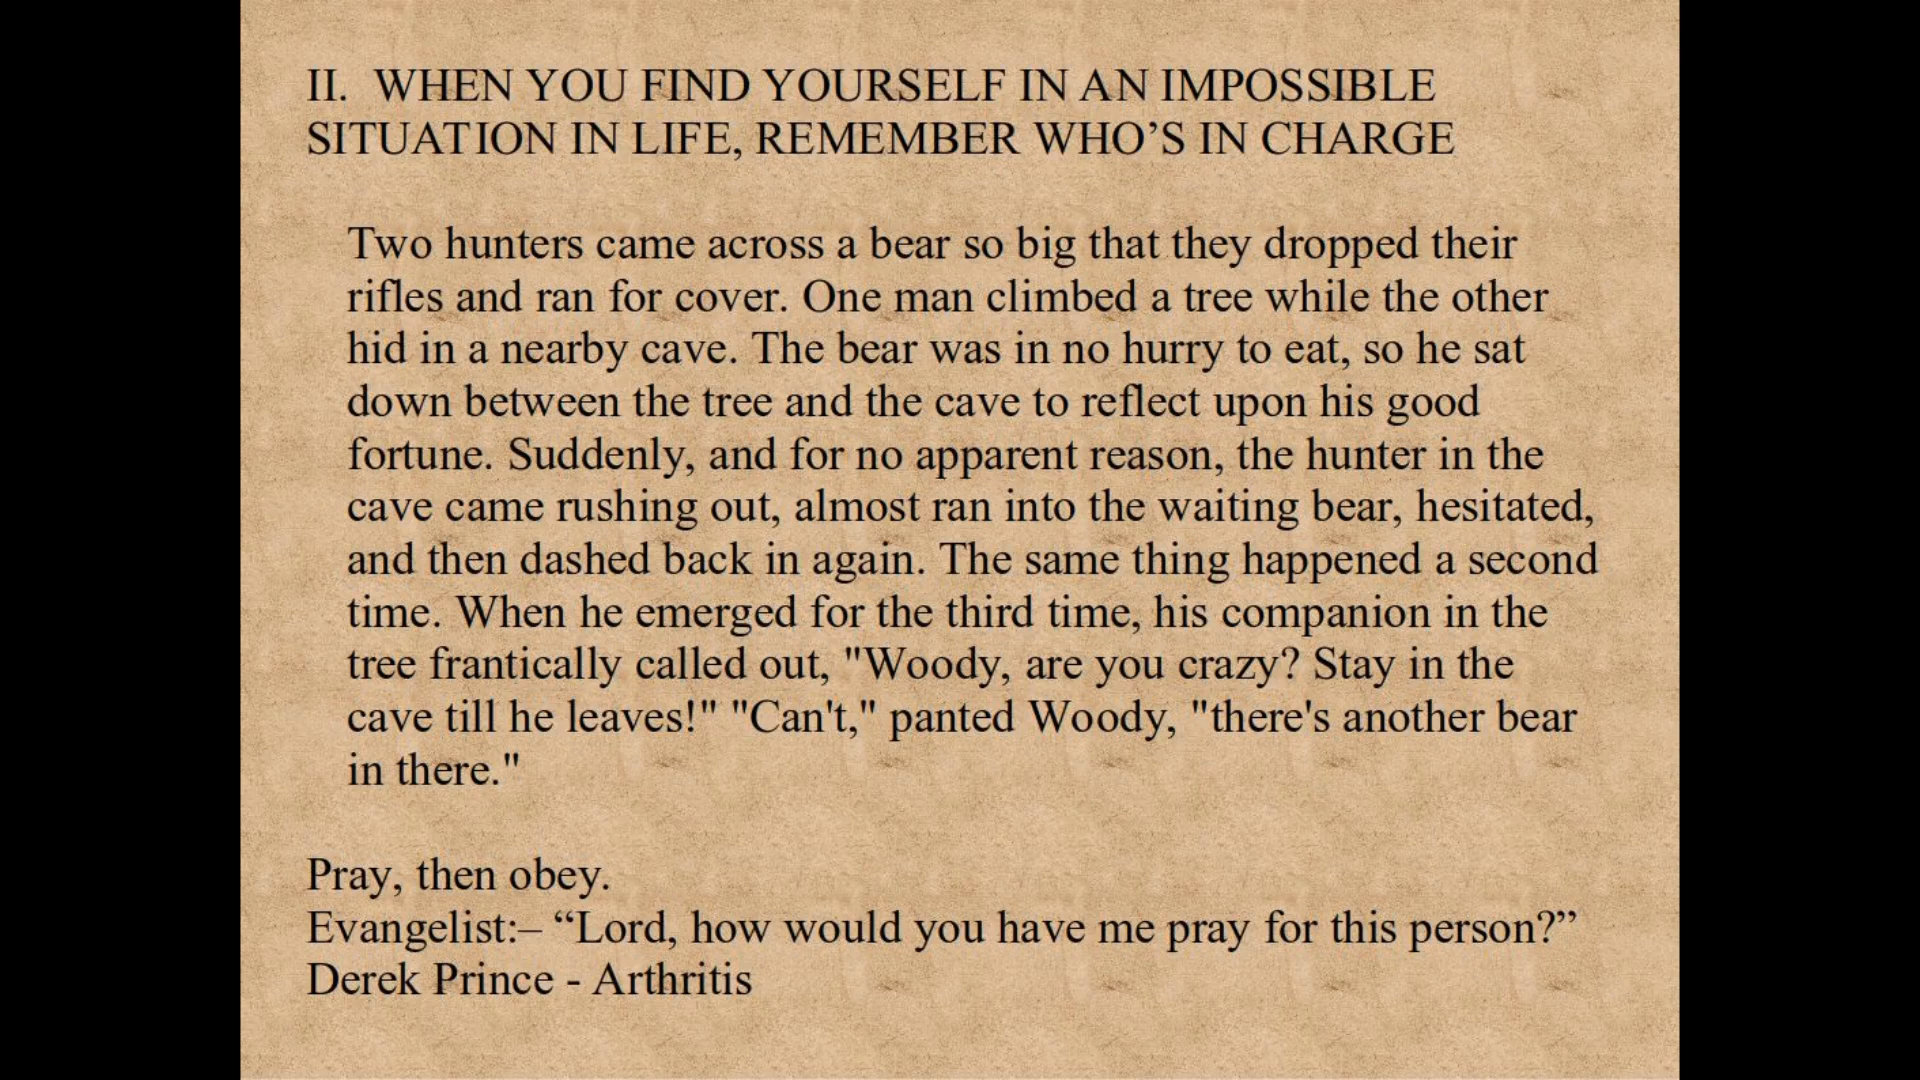 II. WHEN YOU FIND YOURSELF IN AN IMPOSSIBLE
SITUATION IN LIFE, REMEMBER WHO’S IN CHARGE
Two hunters came across a bear so big that they dropped their
rifles and ran for cover. One man climbed a tree while the other
hid in a nearby cave. The bear was in no hurry to eat, so he sat
down between the tree and the cave to reflect upon his good
fortune. Suddenly, and for no apparent reason, the hunter in the
cave came rushing out, almost ran into the waiting bear, hesitated,
and then dashed back in again. The same thing happened a second
time. When he emerged for the third time, his companion in the
tree frantically called out, "Woody, are you crazy? Stay in the
cave till he leaves!" "Can't," panted Woody, "there's another bear
in there."
Pray, then obey.
Evangelist:– “Lord, how would you have me pray for this person?”
Derek Prince - Arthritis